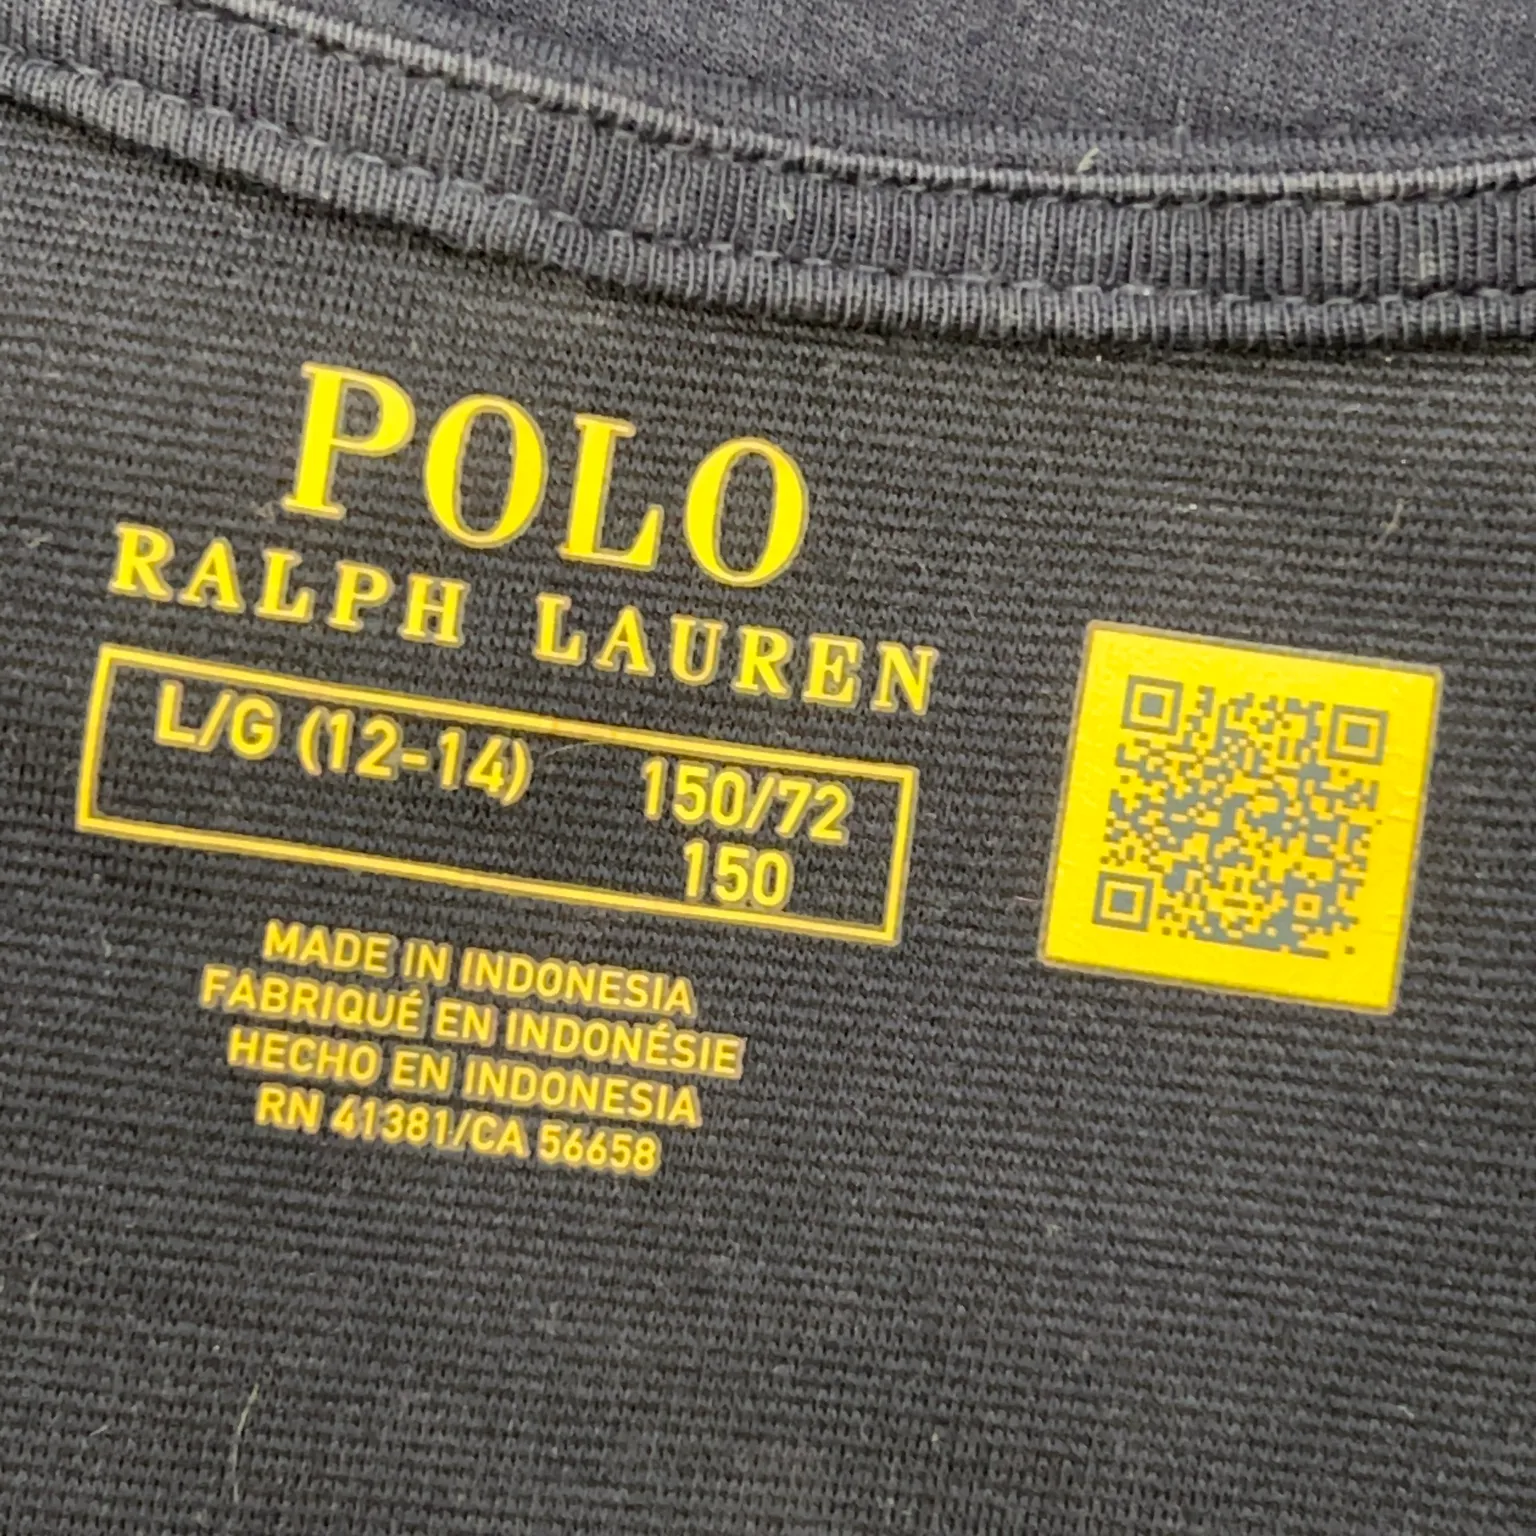 POLO
RALPH LAUREN
L/G (12-14) 150/72
150
MADE IN INDONESIA
FABRIQUÉ EN INDONÉSIE
HECHO EN INDONESIA
RN 41381/CA 56658